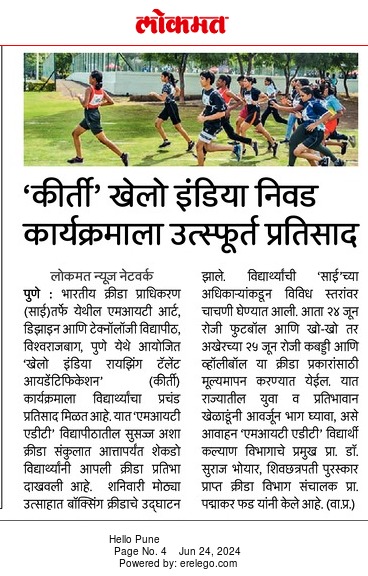 लोकमत
‘कीर्ती’ खेलो इंडिया निवड
कार्यक्रमाला उत्स्फूर्त प्रतिसाद
लोकमत न्यूज नेटवर्क
पुणे : भारतीय क्रीडा प्राधिकरण
(साई)तर्फे येथील एमआयटी आर्ट,
डिझाइन आणि टेक्नॉलॉजी विद्यापीठ,
विश्वराजबाग, पुणे येथे आयोजित
‘खेलो इंडिया रायझिंग टॅलेंट
आयडेंटिफिकेशन’ (कीर्ती)
कार्यक्रमाला विद्यार्थ्यांचा प्रचंड
प्रतिसाद मिळत आहे. यात ‘एमआयटी
एडीटी’ विद्यापीठातील सुसज्ज अशा
क्रीडा संकुलात आत्तापर्यंत शेकडो
विद्यार्थ्यांनी आपली क्रीडा प्रतिभा
दाखवली आहे. शनिवारी मोठ्या
उत्साहात बॉक्सिंग क्रीडाचे उद्घाटन
झाले. विद्यार्थ्यांची ‘साई’च्या
अधिकाऱ्यांकडून विविध स्तरांवर
चाचणी घेण्यात आली. आता २४ जून
रोजी फुटबॉल आणि खो-खो तर
अखेरच्या २५ जून रोजी कबड्डी आणि
व्हॉलीबॉल या क्रीडा प्रकारांसाठी
मूल्यमापन करण्यात येईल. यात
राज्यातील युवा व प्रतिभावान
खेळाडूंनी आवर्जून भाग घ्यावा, असे
आवाहन ‘एमआयटी एडीटी’ विद्यार्थी
कल्याण विभागाचे प्रमुख प्रा. डॉ.
सुराज भोयार, शिवछत्रपती पुरस्कार
प्राप्त क्रीडा विभाग संचालक प्रा.
पद्माकर फड यांनी केले आहे. (वा.प्र.)
Hello Pune
Page No. 4 Jun 24, 2024
Powered by: erelego.com